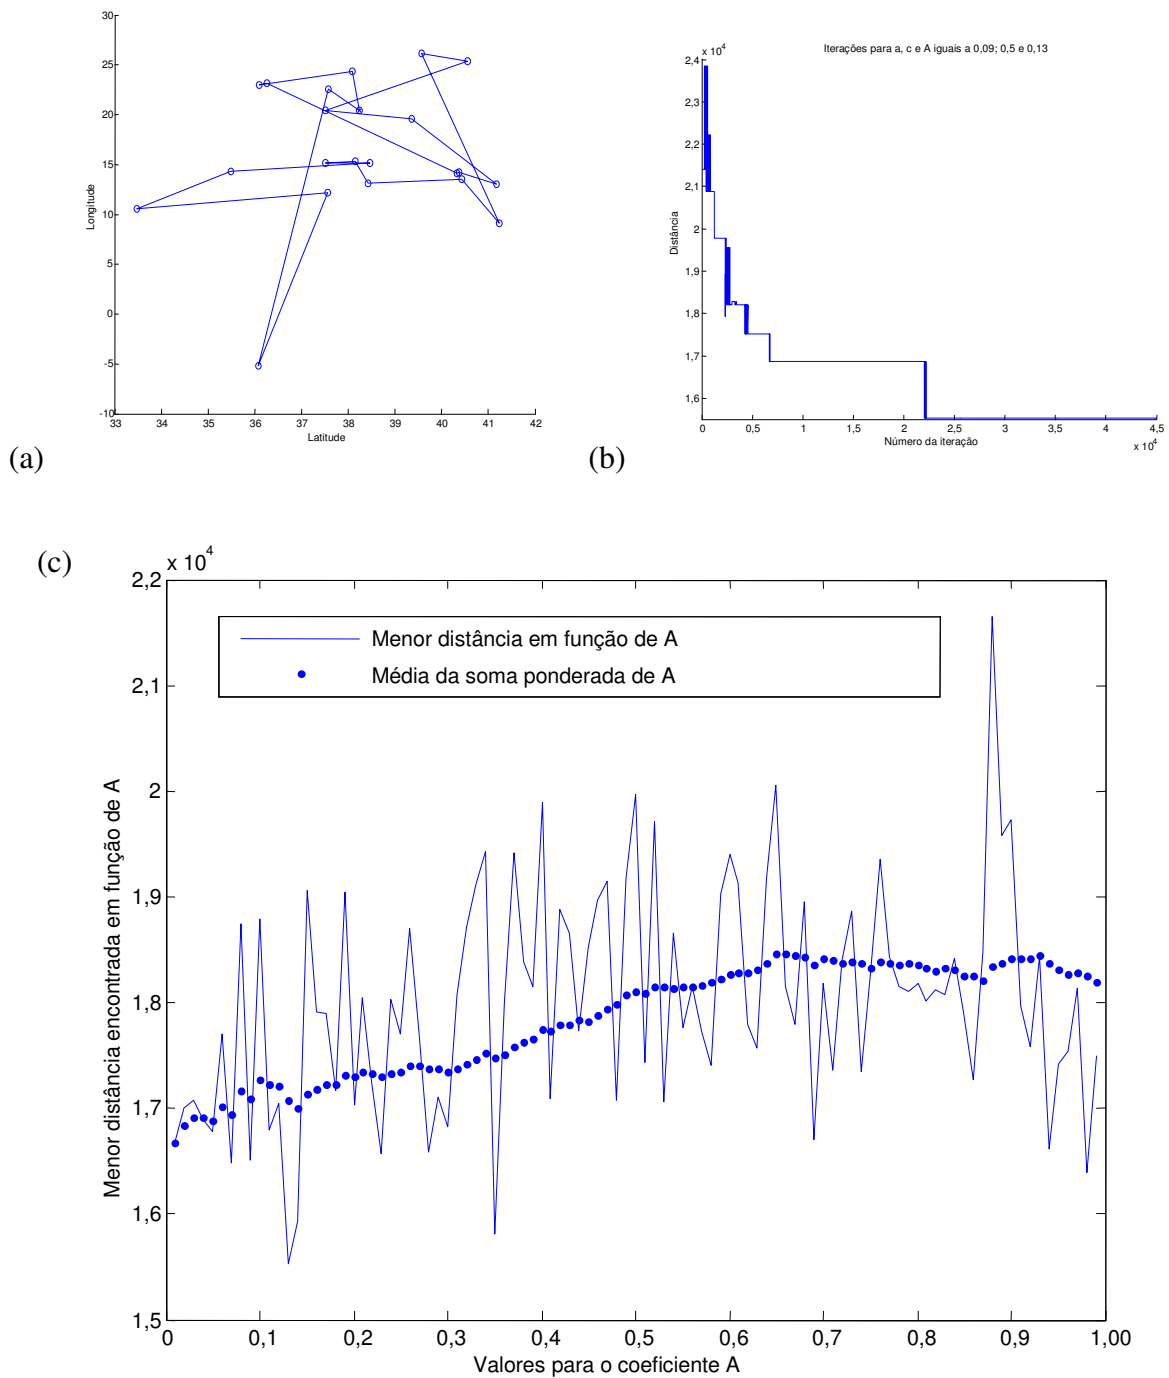 30
25
20
15
10
5
0
-5
-10
33 34 35 36 37 38 39 40 41 42
Longitude
Latitude
(a)
x 10^4
Iterações para a, c e A iguais a 0,09; 0,5 e 0,13
2,4
2,3
2,2
2,1
2
1,9
1,8
1,7
1,6
0 0,5 1 1,5 2 2,5 3 3,5 4 4,5
Distância
Número da iteração
x 10^4
(b)
(c)
x 10^4
2,2
2,1
2
1,9
1,8
1,7
1,6
1,5
Menor distância em função de A
Média da soma ponderada de A
Menor distância encontrada em função de A
0 0,1 0,2 0,3 0,4 0,5 0,6 0,7 0,8 0,9 1,00
Valores para o coeficiente A